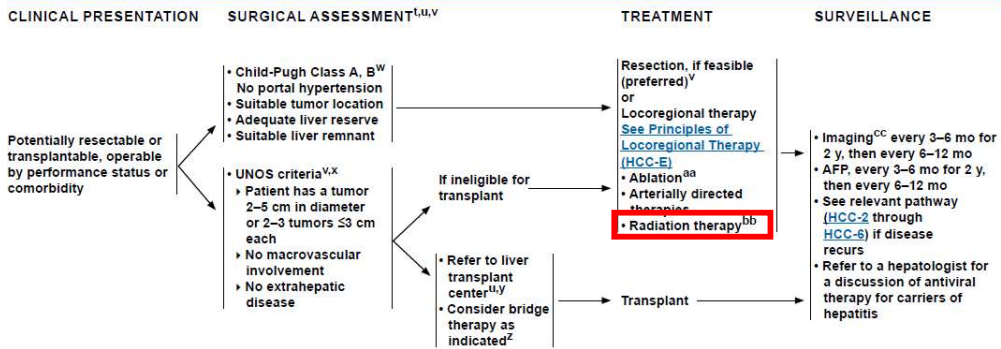 CLINICAL PRESENTATION
SURGICAL ASSESSMENTt,u,v
TREATMENT
SURVEILLANCE
Potentially resectable or
transplantable, operable
by performance status or
comorbidity
• Child-Pugh Class A, Bw
No portal hypertension
• Suitable tumor location
• Adequate liver reserve
• Suitable liver remnant
• UNOS criteriav,x
▸ Patient has a tumor
2–5 cm in diameter
or 2–3 tumors ≤3 cm
each
▸ No macrovascular
involvement
▸ No extrahepatic
disease
If ineligible for
transplant
• Refer to liver
transplant
centeru,y
• Consider bridge
therapy as
indicatedz
Resection, if feasible
(preferred)v
or
Locoregional therapy
See Principles of
Locoregional Therapy
(HCC-E)
• Ablationaa
• Arterially directed
therapies
• Radiation therapybb
Transplant
• Imagingcc every 3–6 mo for
2 y, then every 6–12 mo
• AFP, every 3–6 mo for 2 y,
then every 6–12 mo
• See relevant pathway
(HCC-2 through
HCC-6) if disease
recurs
• Refer to a hepatologist for
a discussion of antiviral
therapy for carriers of
hepatitis